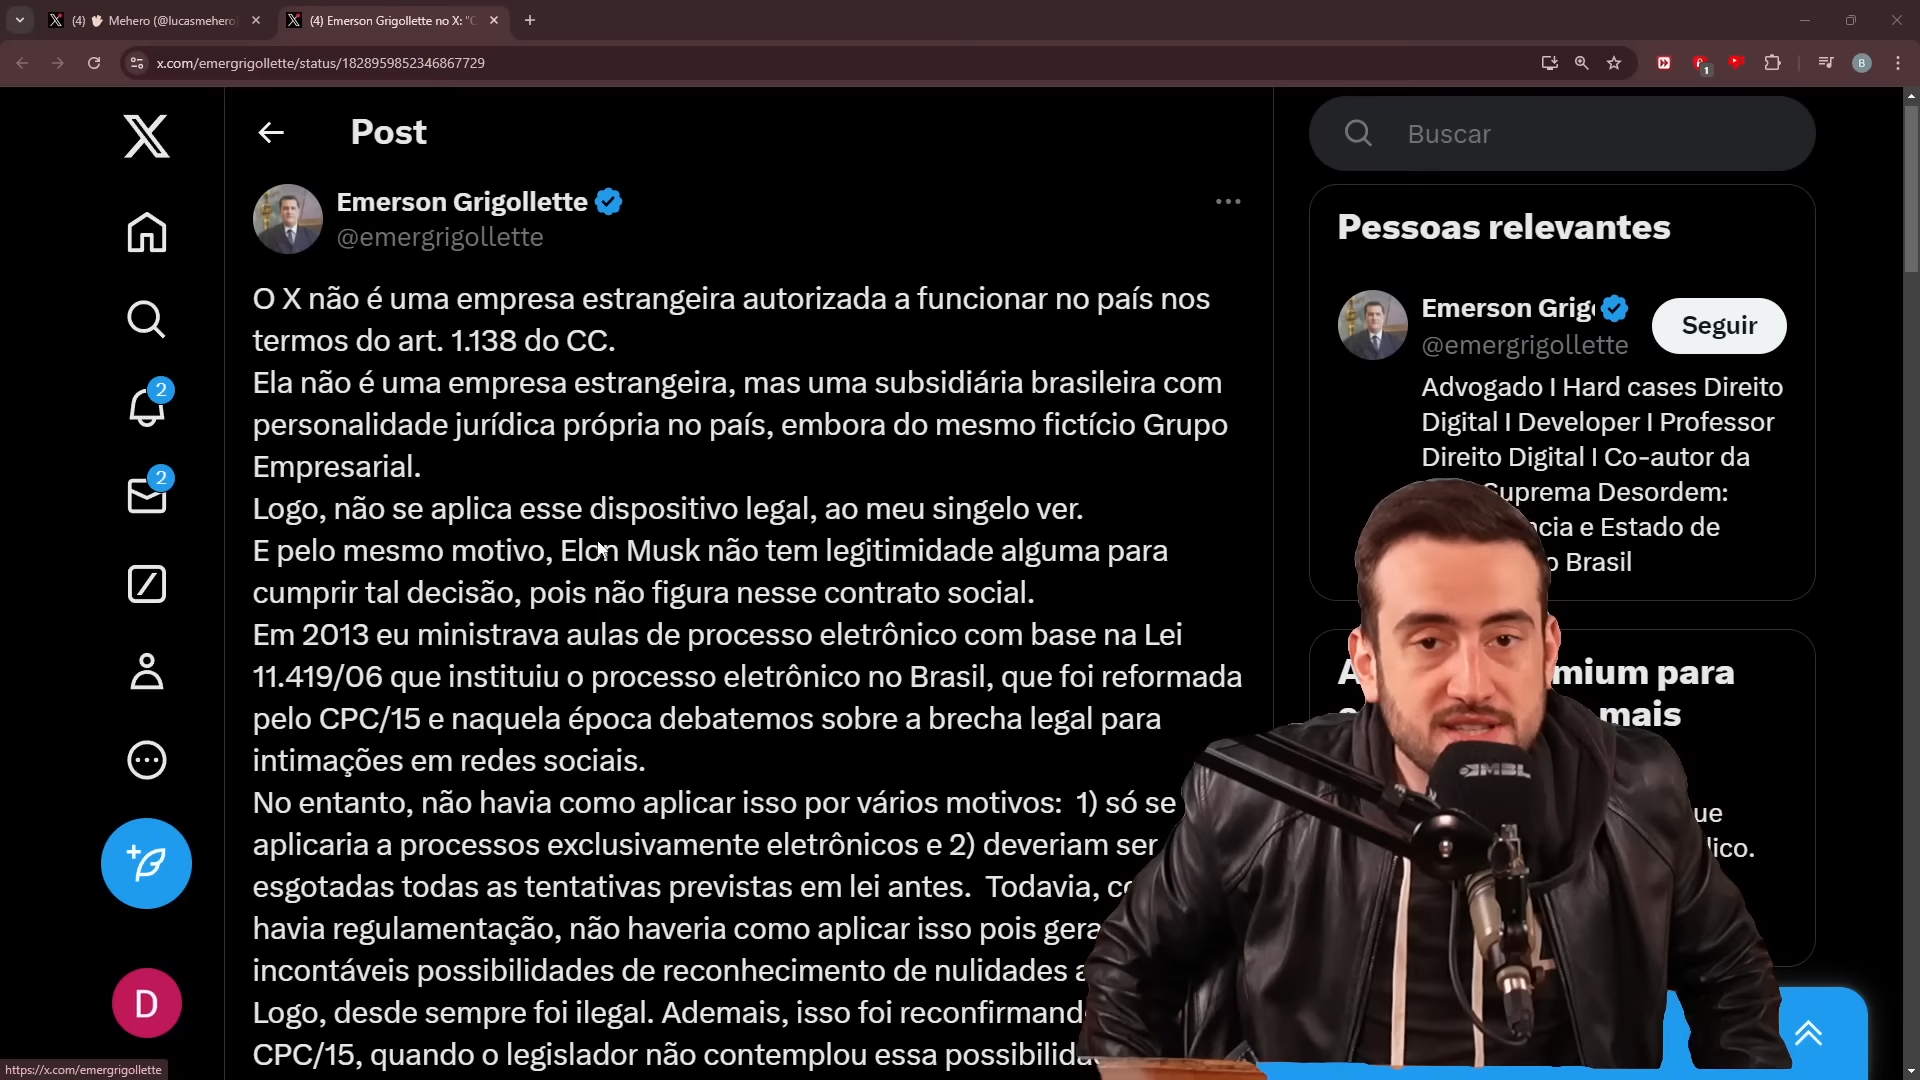 (4) 🖐🏻 Mehero (@lucasmehero)
(4) Emerson Grigollette no X: "C
x.com/emergrigollette/status/1828959852346867729
1
B
Post
Buscar
Emerson Grigollette
@emergrigollette
O X não é uma empresa estrangeira autorizada a funcionar no país nos
termos do art. 1.138 do CC.
Ela não é uma empresa estrangeira, mas uma subsidiária brasileira com
personalidade jurídica própria no país, embora do mesmo fictício Grupo
Empresarial.
Logo, não se aplica esse dispositivo legal, ao meu singelo ver.
E pelo mesmo motivo, Elon Musk não tem legitimidade alguma para
cumprir tal decisão, pois não figura nesse contrato social.
Em 2013 eu ministrava aulas de processo eletrônico com base na Lei
11.419/06 que instituiu o processo eletrônico no Brasil, que foi reformada
pelo CPC/15 e naquela época debatemos sobre a brecha legal para
intimações em redes sociais.
No entanto, não havia como aplicar isso por vários motivos: 1) só se
aplicaria a processos exclusivamente eletrônicos e 2) deveriam ser
esgotadas todas as tentativas previstas em lei antes. Todavia,
havia regulamentação, não haveria como aplicar isso pois
incontáveis possibilidades de reconhecimento de nulidades
Logo, desde sempre foi ilegal. Ademais, isso foi
CPC/15, quando o legislador não contemplou essa
Pessoas relevantes
Emerson Grig
@emergrigollette
Seguir
Advogado I Hard cases Direito
Digital I Developer I Professor
Direito Digital I Co-autor da
Suprema Desordem:
ncia e Estado de
o Brasil
A mium para
mais
ue
lico.
2
2
D
MBL
https://x.com/emergrigollette